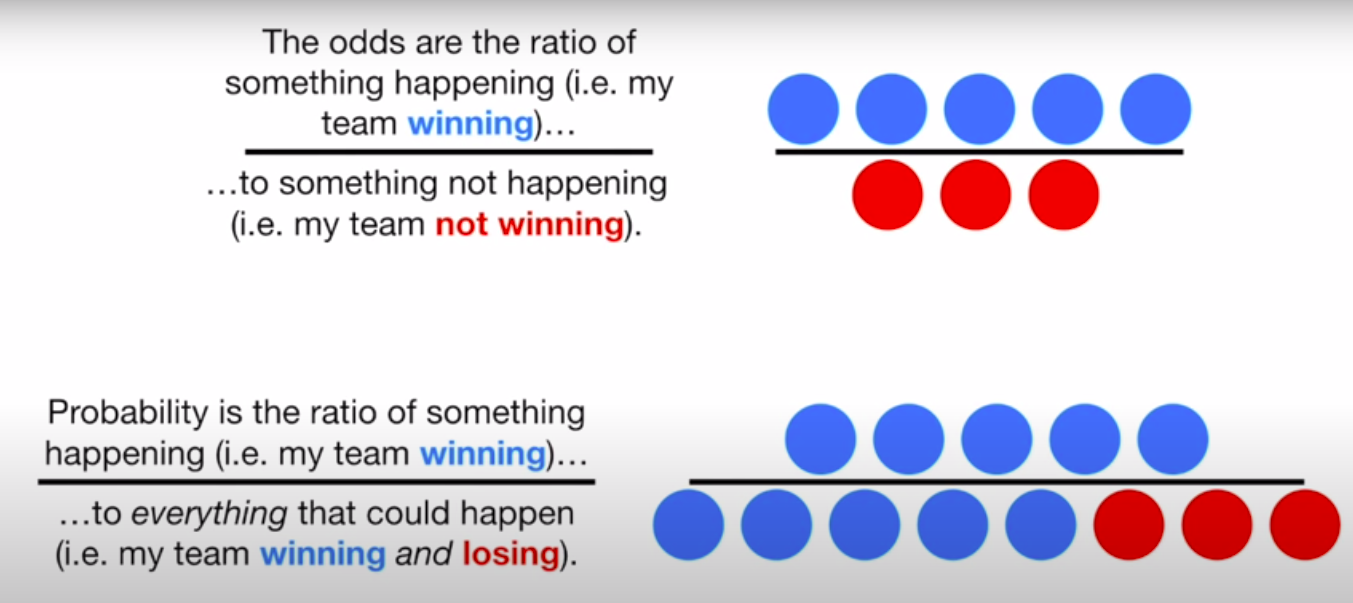 The odds are the ratio of
something happening (i.e. my
team winning)...
...to something not happening
(i.e. my team not winning).
Probability is the ratio of something
happening (i.e. my team winning)...
...to everything that could happen
(i.e. my team winning and losing).